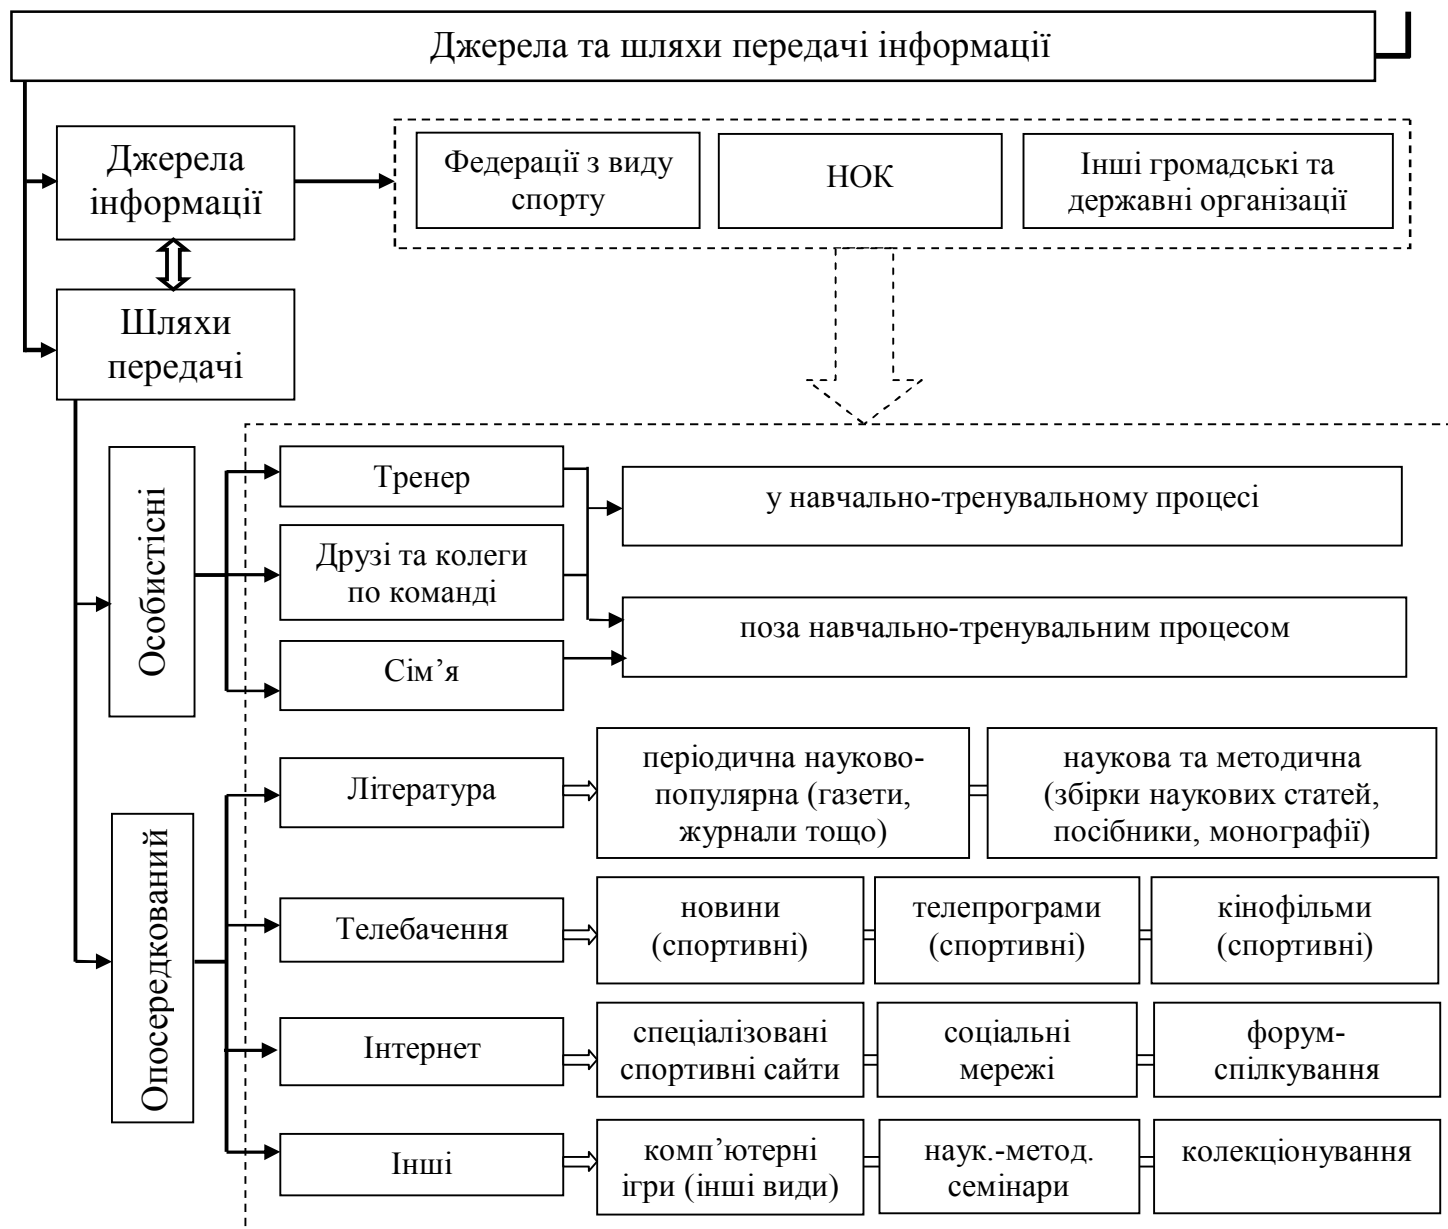 Джерела та шляхи передачі інформації
Джерела
інформації
Федерації з виду
спорту
НОК
Інші громадські та
державні організації
Шляхи
передачі
Особистісні
Тренер
у навчально-тренувальному процесі
Друзі та колеги
по команді
поза навчально-тренувальним процесом
Сім’я
Опосередкований
Література
періодична науково-
популярна (газети,
журнали тощо)
наукова та методична
(збірки наукових статей,
посібники, монографії)
Телебачення
новини
(спортивні)
телепрограми
(спортивні)
кінофільми
(спортивні)
Інтернет
спеціалізовані
спортивні сайти
соціальні
мережі
форум-
спілкування
Інші
комп’ютерні
ігри (інші види)
наук.-метод.
семінари
колекціонування